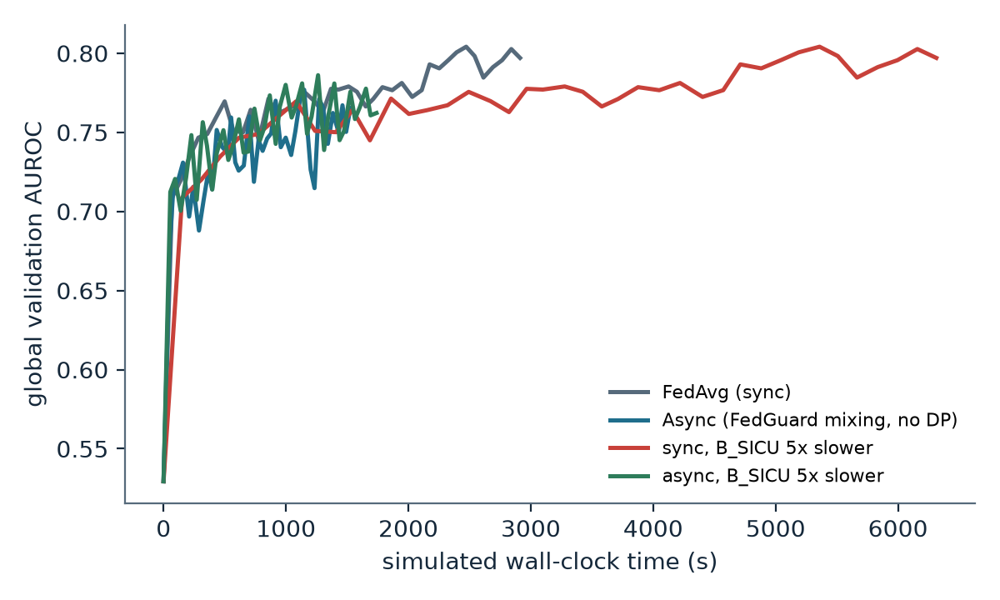 global validation AUROC
0.80
0.75
0.70
0.65
0.60
0.55
FedAvg (sync)
Async (FedGuard mixing, no DP)
sync, B_SICU 5x slower
async, B_SICU 5x slower
0 1000 2000 3000 4000 5000 6000
simulated wall-clock time (s)